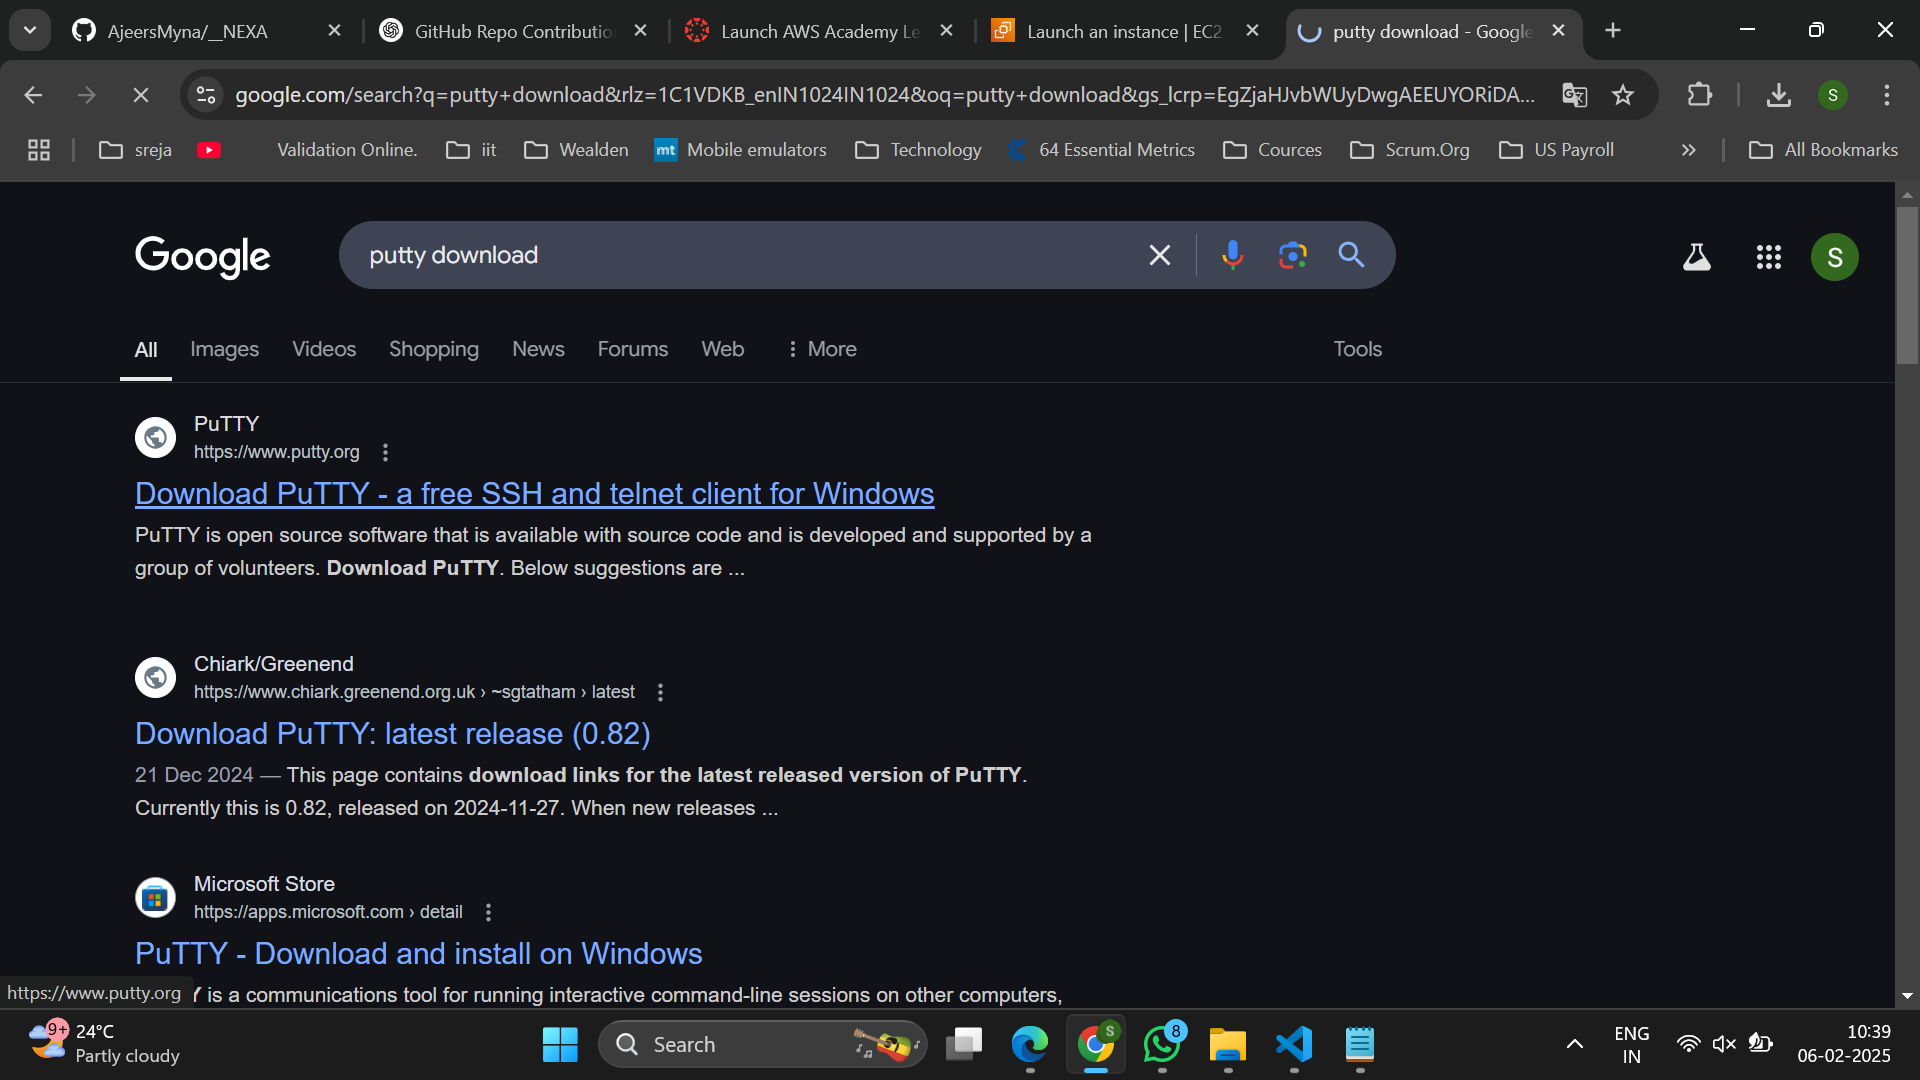 AjeersMyna/__NEXA
GitHub Repo Contributio
Launch AWS Academy Le
Launch an instance | EC2
putty download - Google
google.com/search?q=putty+download&rlz=1C1VDKB_enIN1024IN1024&oq=putty+download&gs_lcrp=EgZjaHJvbWUyDwgAEEUYORiDA...
S
sreja
Validation Online.
iit
Wealden
mt Mobile emulators
Technology
64 Essential Metrics
Cources
Scrum.Org
US Payroll
All Bookmarks
Google
putty download
S
All
Images
Videos
Shopping
News
Forums
Web
More
Tools
PuTTY
https://www.putty.org
Download PuTTY - a free SSH and telnet client for Windows
PuTTY is open source software that is available with source code and is developed and supported by a
group of volunteers. Download PuTTY. Below suggestions are ...
Chiark/Greenend
https://www.chiark.greenend.org.uk › ~sgtatham › latest
Download PuTTY: latest release (0.82)
21 Dec 2024 — This page contains download links for the latest released version of PuTTY.
Currently this is 0.82, released on 2024-11-27. When new releases ...
Microsoft Store
https://apps.microsoft.com › detail
PuTTY - Download and install on Windows
https://www.putty.org
Y is a communications tool for running interactive command-line sessions on other computers,
9+
24°C
Partly cloudy
Search
S
8
ENG
IN
10:39
06-02-2025